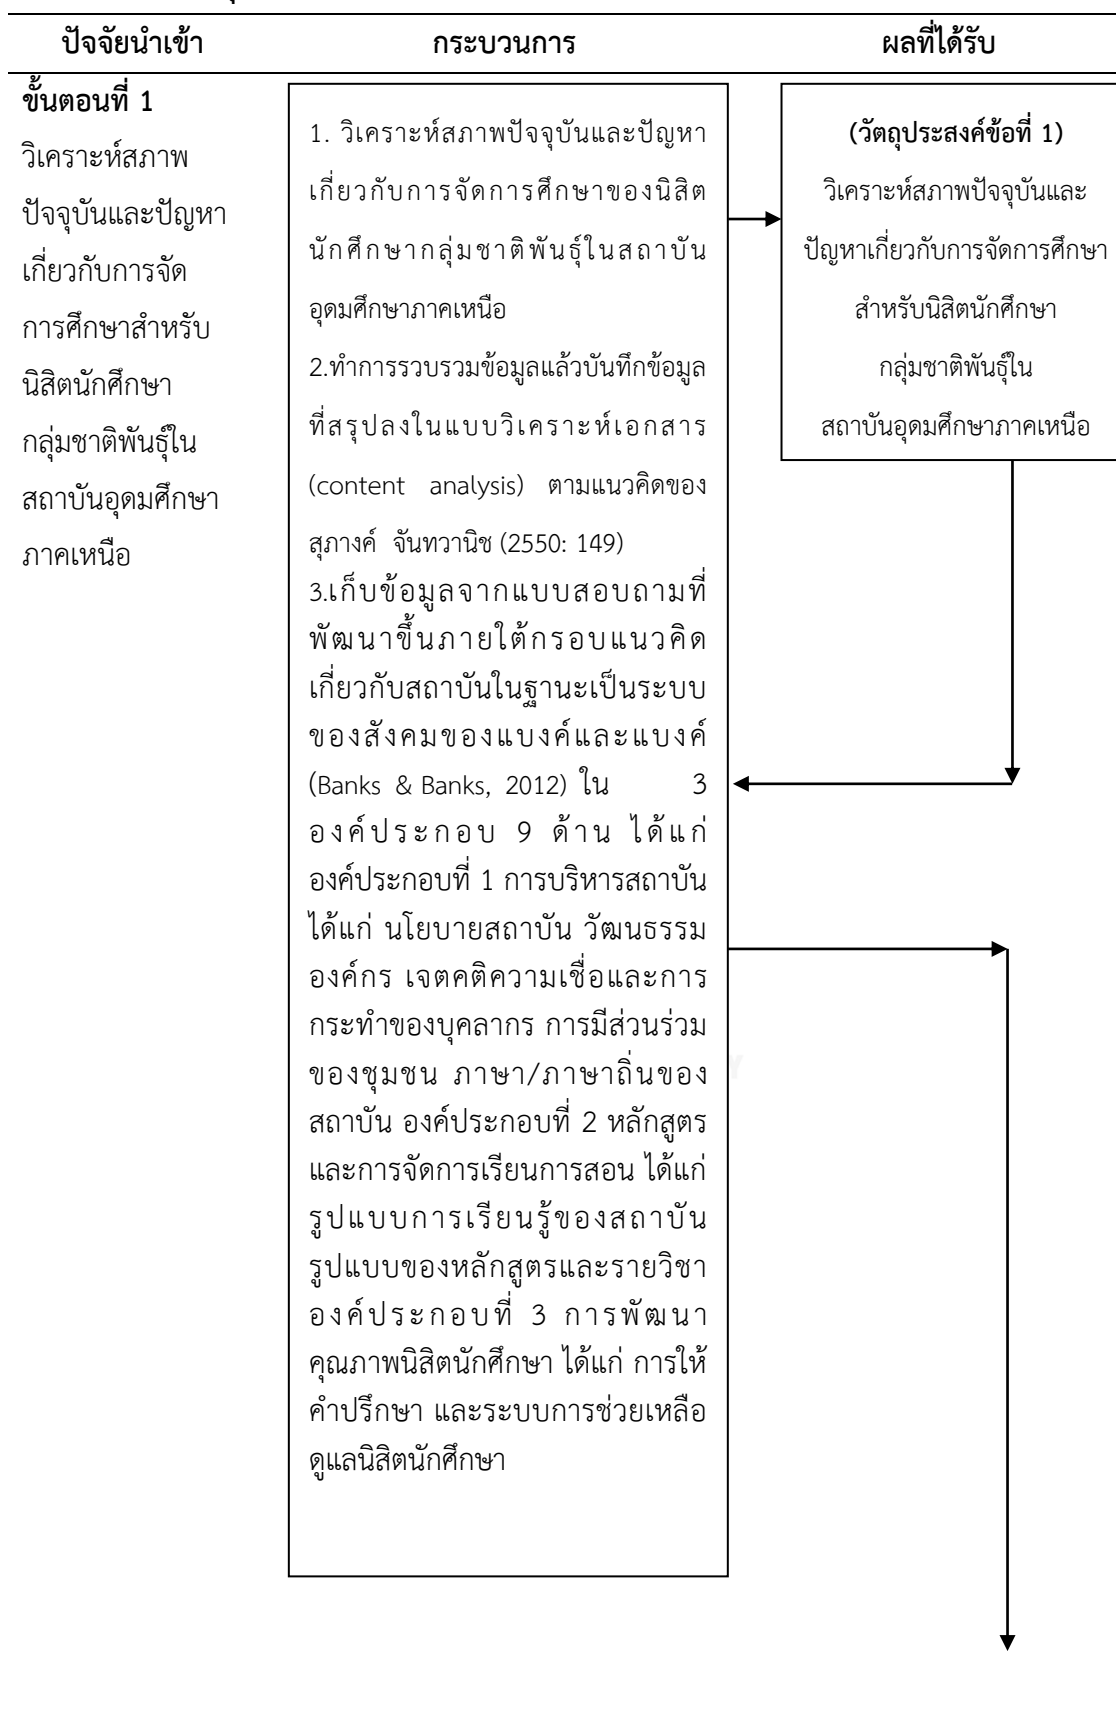 ปัจจัยนำเข้า กระบวนการ ผลที่ได้รับ
ขั้นตอนที่ 1
วิเคราะห์สภาพ
ปัจจุบันและปัญหา
เกี่ยวกับการจัด
การศึกษาสำหรับ
นิสิตนักศึกษา
กลุ่มชาติพันธุ์ใน
สถาบันอุดมศึกษา
ภาคเหนือ
1. วิเคราะห์สภาพปัจจุบันและปัญหา
เกี่ยวกับการจัดการศึกษาของนิสิต
นักศึกษากลุ่มชาติพันธุ์ในสถาบัน
อุดมศึกษาภาคเหนือ
2.ทำการรวบรวมข้อมูลแล้วบันทึกข้อมูล
ที่สรุปลงในแบบวิเคราะห์เอกสาร
(content analysis) ตามแนวคิดของ
สุภางค์ จันทวานิช (2550: 149)
3.เก็บข้อมูลจากแบบสอบถามที่
พัฒนาขึ้นภายใต้กรอบแนวคิด
เกี่ยวกับสถาบันในฐานะเป็นระบบ
ของสังคมของแบงค์และแบงค์
(Banks & Banks, 2012) ใน 3
องค์ประกอบ 9 ด้าน ได้แก่
องค์ประกอบที่ 1 การบริหารสถาบัน
ได้แก่ นโยบายสถาบัน วัฒนธรรม
องค์กร เจตคติความเชื่อและการ
กระทำของบุคลากร การมีส่วนร่วม
ของชุมชน ภาษา/ภาษาถิ่นของ
สถาบัน องค์ประกอบที่ 2 หลักสูตร
และการจัดการเรียนการสอน ได้แก่
รูปแบบการเรียนรู้ของสถาบัน
รูปแบบของหลักสูตรและรายวิชา
องค์ประกอบที่ 3 การพัฒนา
คุณภาพนิสิตนักศึกษา ได้แก่ การให้
คำปรึกษา และระบบการช่วยเหลือ
ดูแลนิสิตนักศึกษา
(วัตถุประสงค์ข้อที่ 1)
วิเคราะห์สภาพปัจจุบันและ
ปัญหาเกี่ยวกับการจัดการศึกษา
สำหรับนิสิตนักศึกษา
กลุ่มชาติพันธุ์ใน
สถาบันอุดมศึกษาภาคเหนือ